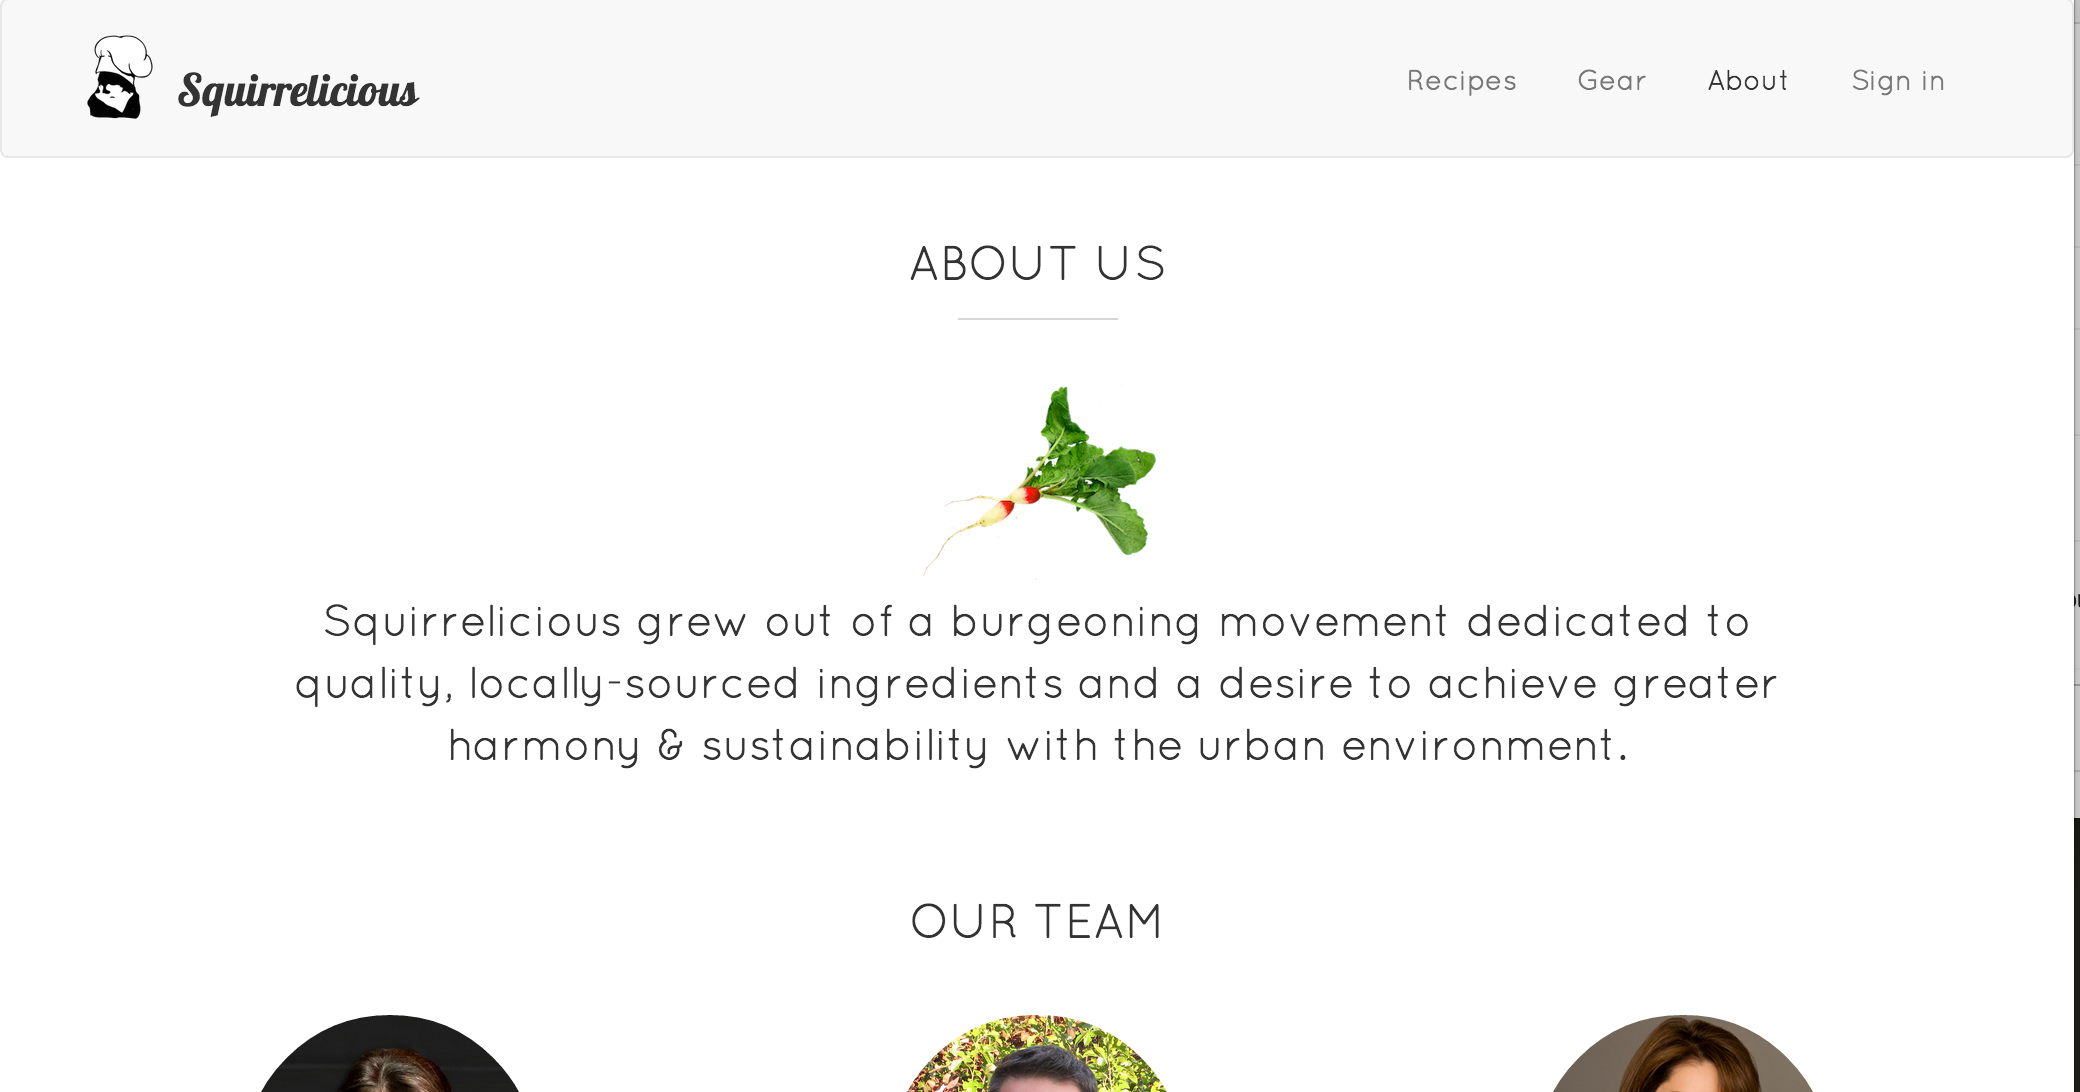 Squirrelicious
Recipes Gear About Sign in
ABOUT US
Squirrelicious grew out of a burgeoning movement dedicated to
quality, locally-sourced ingredients and a desire to achieve greater
harmony & sustainability with the urban environment.
OUR TEAM